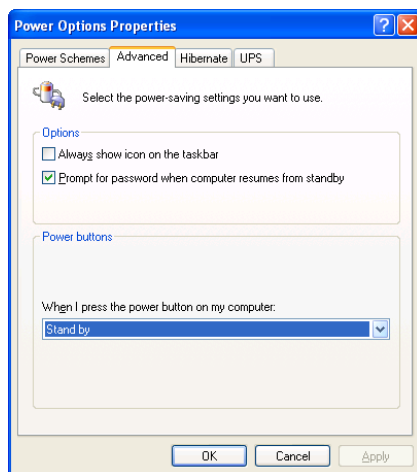 Power Options Properties
Power Schemes Advanced Hibernate UPS
Select the power-saving settings you want to use.
Options
Always show icon on the taskbar
Prompt for password when computer resumes from standby
Power buttons
When I press the power button on my computer:
Stand by
OK Cancel Apply